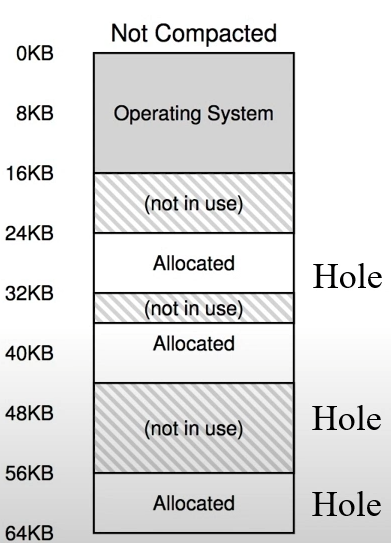 Not Compacted
0KB
8KB
Operating System
16KB
(not in use)
24KB
Allocated
Hole
32KB
(not in use)
Allocated
40KB
48KB
Hole
(not in use)
56KB
Allocated
Hole
64KB